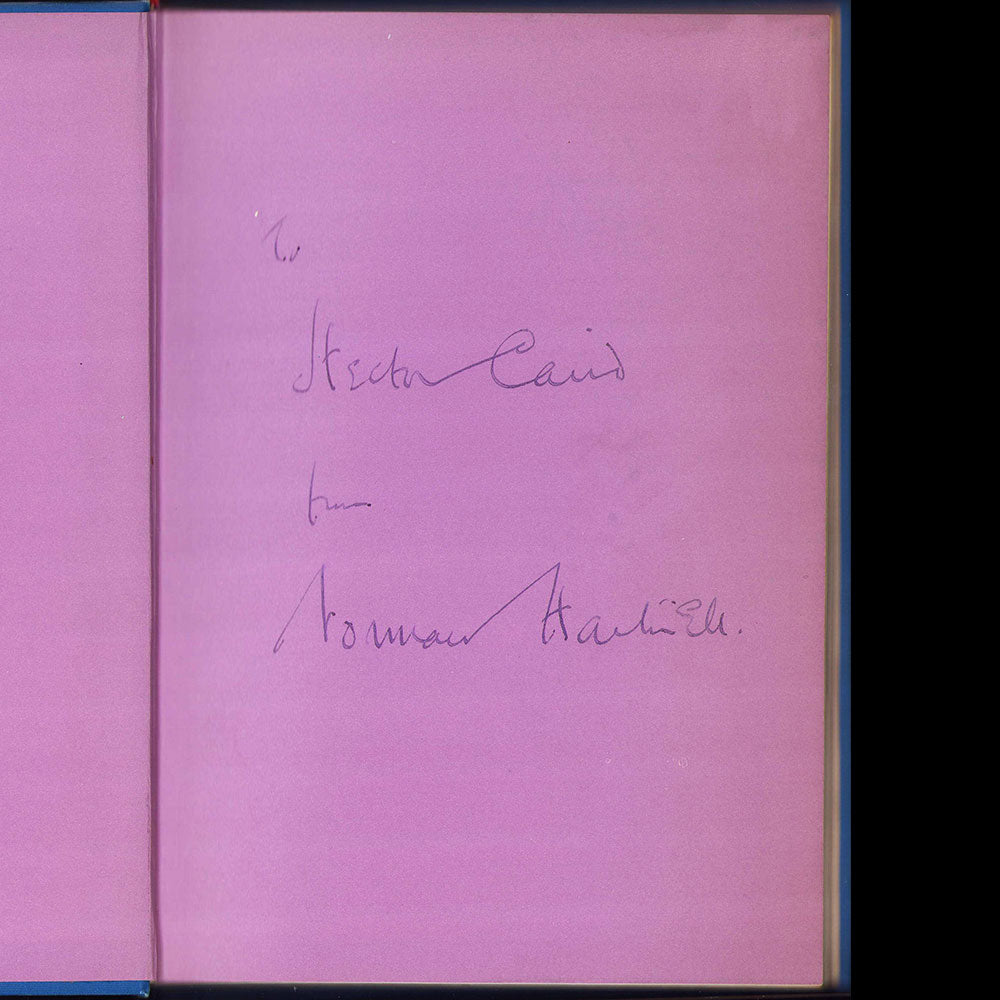 To
Hector Caird
from
Norman Hartnell.